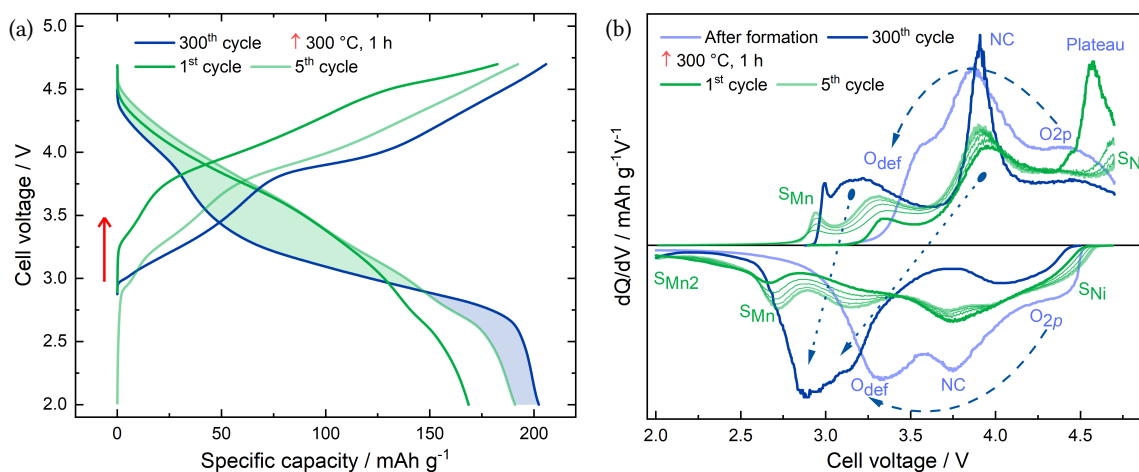 (a)
300th cycle
300 °C, 1 h
1st cycle
5th cycle
Cell voltage / V
5.0
4.5
4.0
3.5
3.0
2.5
2.0
0
50
100
150
200
Specific capacity / mAh g-1
(b)
After formation
300th cycle
300 °C, 1 h
1st cycle
5th cycle
NC
Plateau
Odef
O2p
SNi
SMn
dQ/dV / mAh g-1V-1
SMn2
SMn
SNi
O2p
Odef
NC
2.0
2.5
3.0
3.5
4.0
4.5
Cell voltage / V